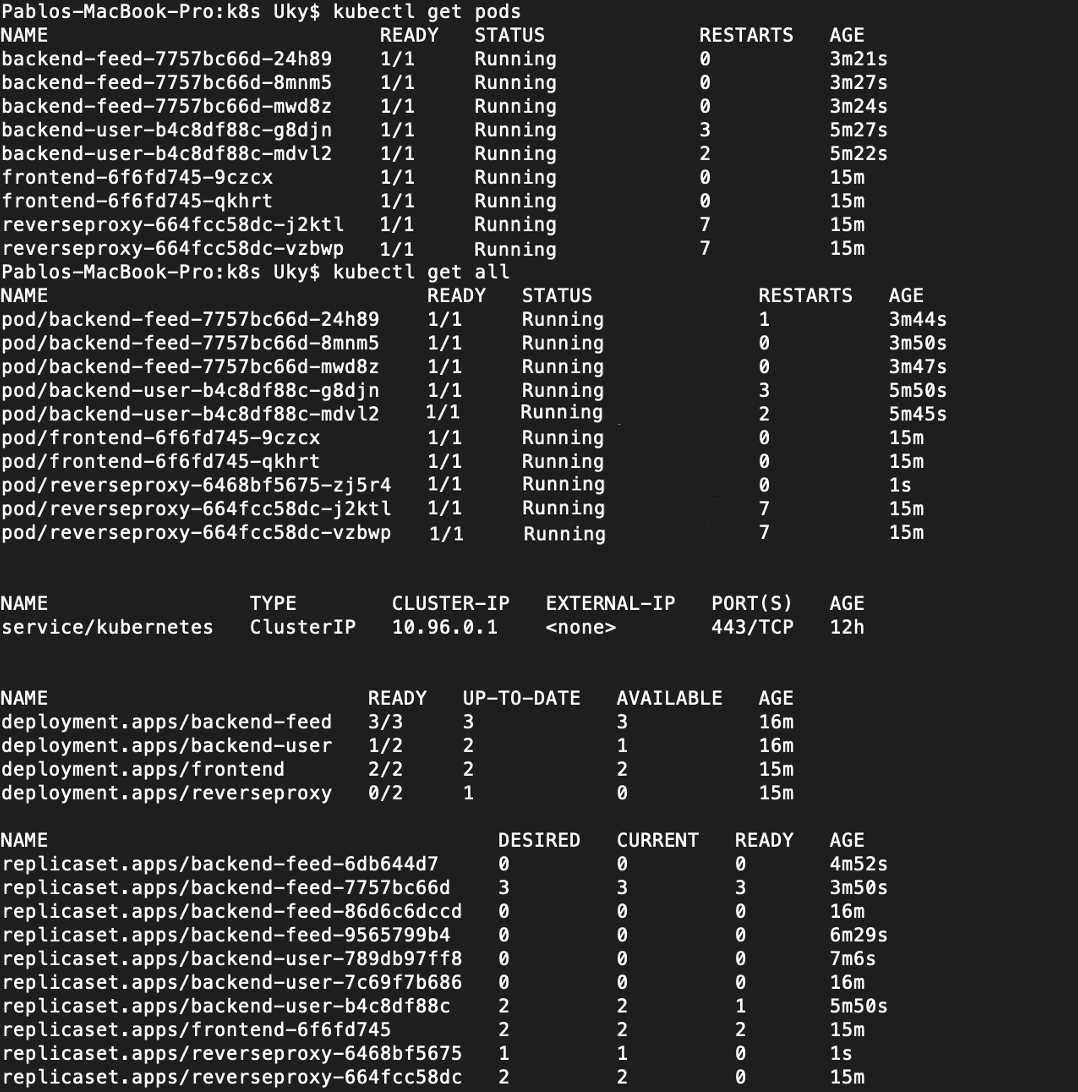 Pablos-MacBook-Pro:k8s Uky$ kubectl get pods
NAME READY STATUS RESTARTS AGE
backend-feed-7757bc66d-24h89 1/1 Running 0 3m21s
backend-feed-7757bc66d-8mnm5 1/1 Running 0 3m27s
backend-feed-7757bc66d-mwd8z 1/1 Running 0 3m24s
backend-user-b4c8df88c-g8djn 1/1 Running 3 5m27s
backend-user-b4c8df88c-mdvl2 1/1 Running 2 5m22s
frontend-6f6fd745-9czcx 1/1 Running 0 15m
frontend-6f6fd745-qkhrt 1/1 Running 0 15m
reverseproxy-664fcc58dc-j2ktl 1/1 Running 7 15m
reverseproxy-664fcc58dc-vzbwp 1/1 Running 7 15m
Pablos-MacBook-Pro:k8s Uky$ kubectl get all
NAME READY STATUS RESTARTS AGE
pod/backend-feed-7757bc66d-24h89 1/1 Running 1 3m44s
pod/backend-feed-7757bc66d-8mnm5 1/1 Running 0 3m50s
pod/backend-feed-7757bc66d-mwd8z 1/1 Running 0 3m47s
pod/backend-user-b4c8df88c-g8djn 1/1 Running 3 5m50s
pod/backend-user-b4c8df88c-mdvl2 1/1 Running 2 5m45s
pod/frontend-6f6fd745-9czcx 1/1 Running 0 15m
pod/frontend-6f6fd745-qkhrt 1/1 Running 0 15m
pod/reverseproxy-6468bf5675-zj5r4 1/1 Running 0 1s
pod/reverseproxy-664fcc58dc-j2ktl 1/1 Running 7 15m
pod/reverseproxy-664fcc58dc-vzbwp 1/1 Running 7 15m
NAME TYPE CLUSTER-IP EXTERNAL-IP PORT(S) AGE
service/kubernetes ClusterIP 10.96.0.1 <none> 443/TCP 12h
NAME READY UP-TO-DATE AVAILABLE AGE
deployment.apps/backend-feed 3/3 3 3 16m
deployment.apps/backend-user 1/2 2 1 16m
deployment.apps/frontend 2/2 2 2 15m
deployment.apps/reverseproxy 0/2 1 0 15m
NAME DESIRED CURRENT READY AGE
replicaset.apps/backend-feed-6db644d7 0 0 0 4m52s
replicaset.apps/backend-feed-7757bc66d 3 3 3 3m50s
replicaset.apps/backend-feed-86d6c6dccd 0 0 0 16m
replicaset.apps/backend-feed-9565799b4 0 0 0 6m29s
replicaset.apps/backend-user-789db97ff8 0 0 0 7m6s
replicaset.apps/backend-user-7c69f7b686 0 0 0 16m
replicaset.apps/backend-user-b4c8df88c 2 2 1 5m50s
replicaset.apps/frontend-6f6fd745 2 2 2 15m
replicaset.apps/reverseproxy-6468bf5675 1 1 0 1s
replicaset.apps/reverseproxy-664fcc58dc 2 2 0 15m